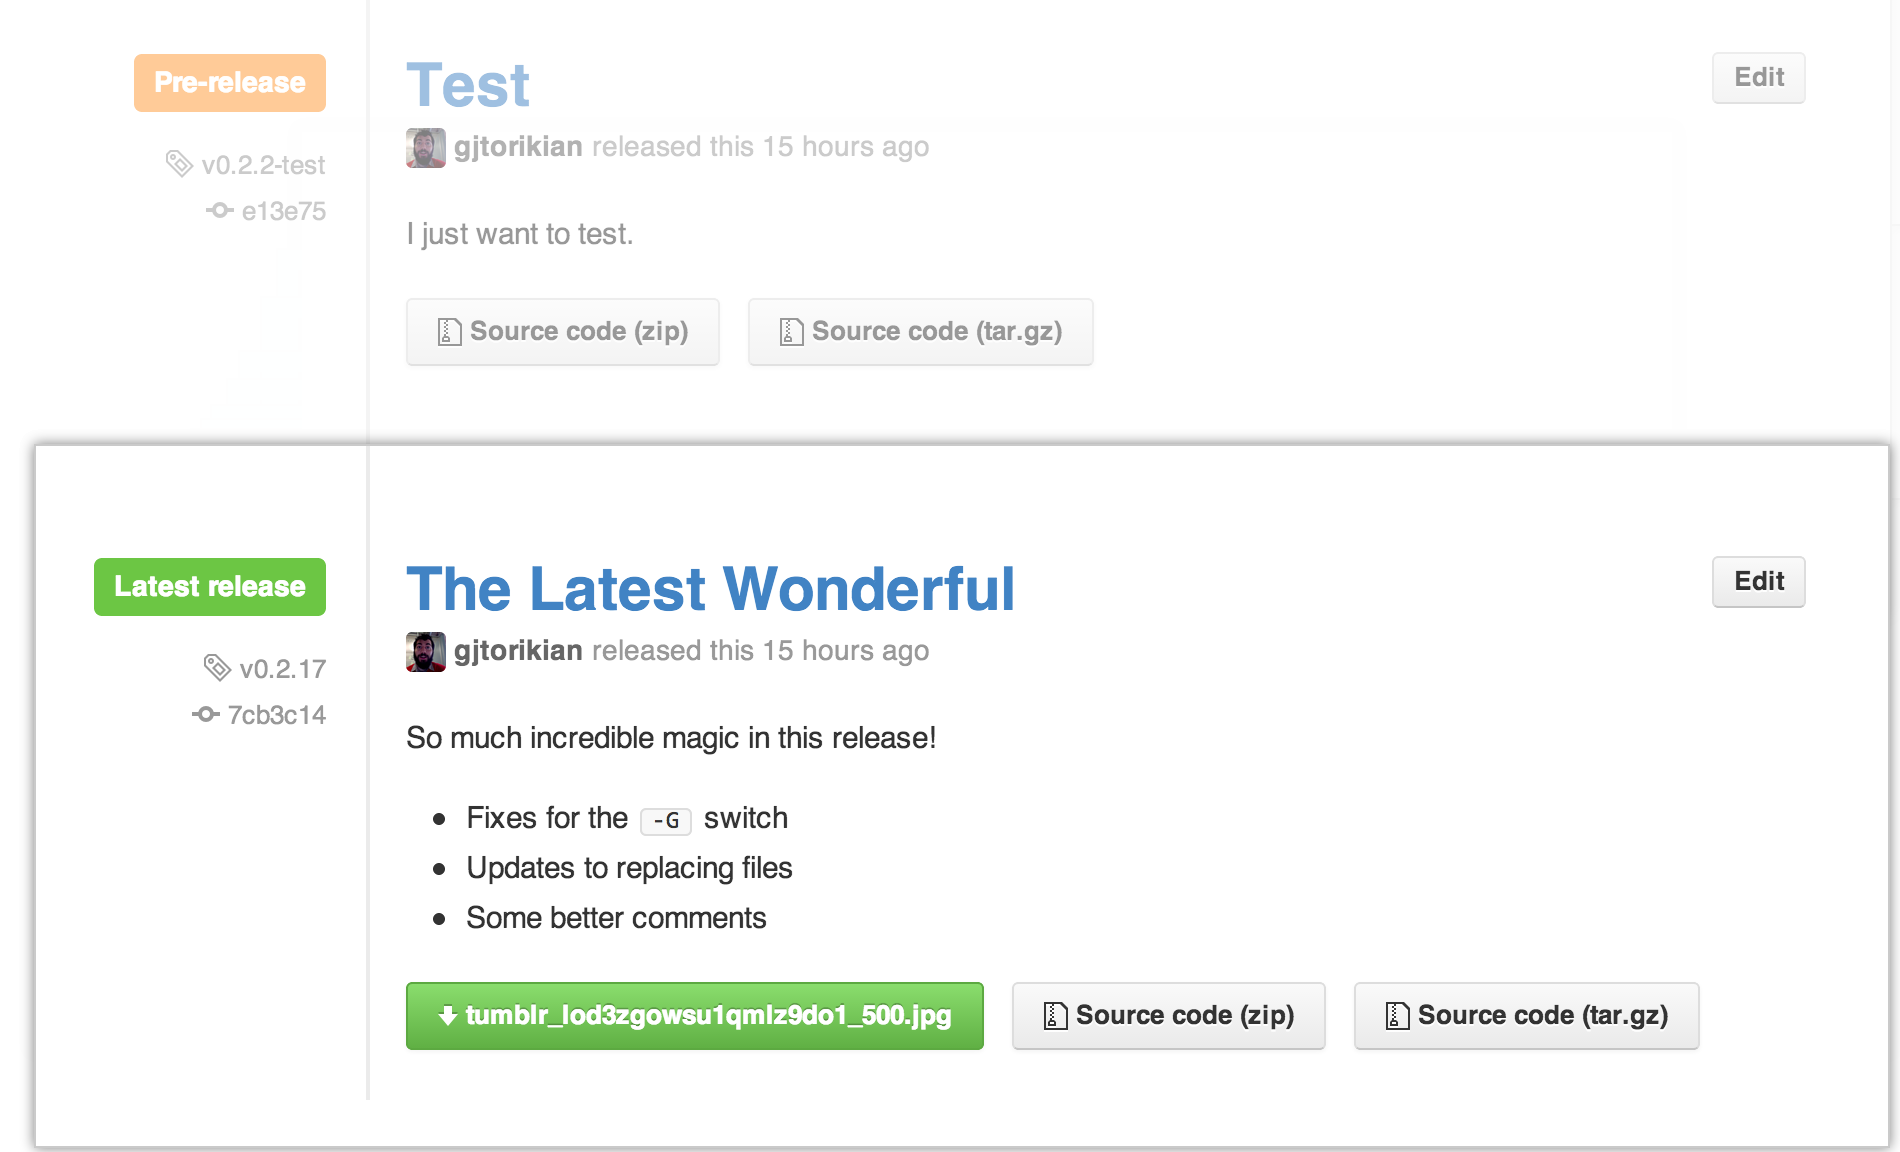 Pre-release
Test
Edit
gjtorikian released this 15 hours ago
v0.2.2-test
e13e75
I just want to test.
Source code (zip)
Source code (tar.gz)
Latest release
The Latest Wonderful
Edit
gjtorikian released this 15 hours ago
v0.2.17
7cb3c14
So much incredible magic in this release!
• Fixes for the -G switch
• Updates to replacing files
• Some better comments
tumblr_lod3zgowsu1qmlz9do1_500.jpg
Source code (zip)
Source code (tar.gz)